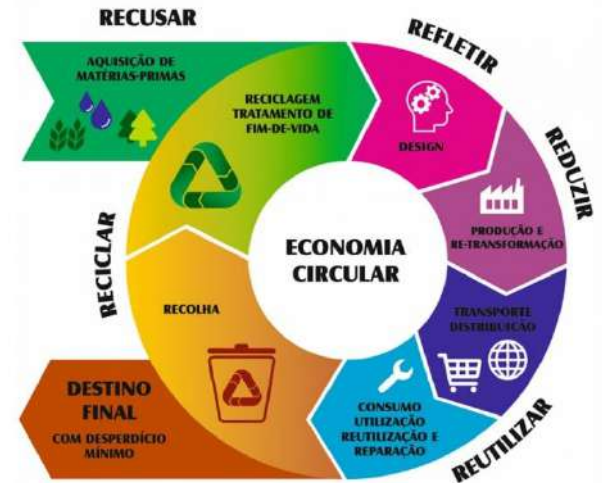 RECUSAR
AQUISIÇÃO DE
MATÉRIAS-PRIMAS
RECICLAGEM
TRATAMENTO DE
FIM-DE-VIDA
REFLETIR
DESIGN
REDUZIR
PRODUÇÃO E
RE-TRANSFORMAÇÃO
ECONOMIA
CIRCULAR
TRANSPORTE
DISTRIBUIÇÃO
REUTILIZAR
CONSUMO
UTILIZAÇÃO
REUTILIZAÇÃO E
REPARAÇÃO
RECICLAR
RECOLHA
DESTINO
FINAL
COM DESPERDÍCIO
MÍNIMO